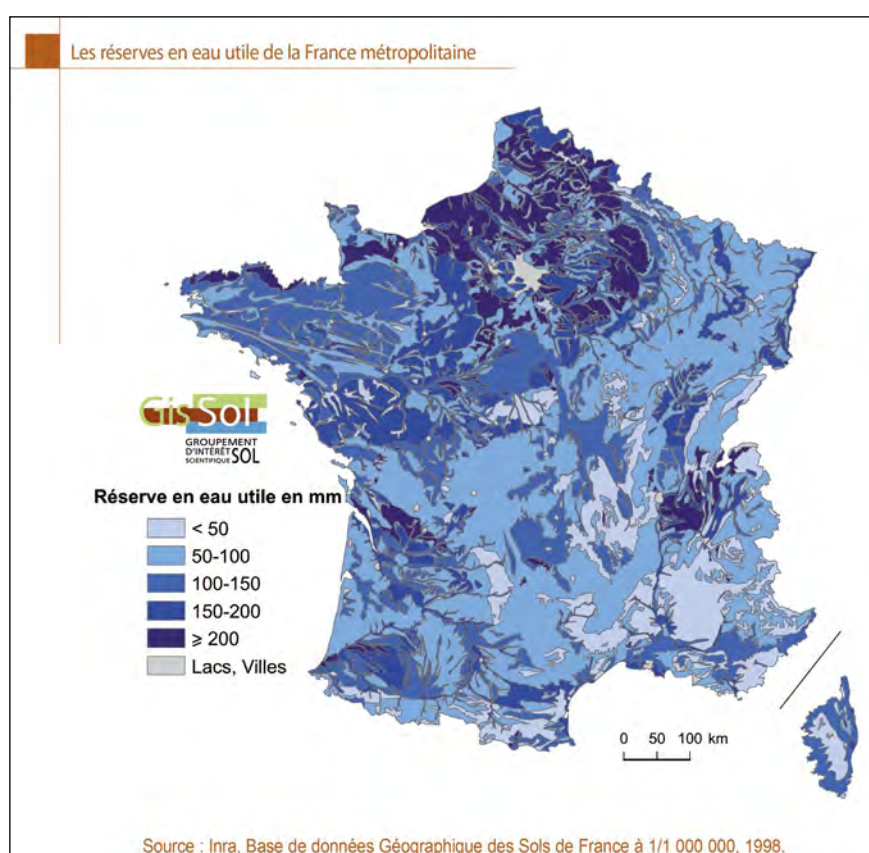 Les réserves en eau utile de la France métropolitaine
GisSol
GROUPEMENT
D'INTÉRÊT
SCIENTIFIQUE SOL
Réserve en eau utile en mm
< 50
50-100
100-150
150-200
⩾ 200
Lacs, Villes
0 50 100 km
Source : Inra, Base de données Géographique des Sols de France à 1/1 000 000, 1998.